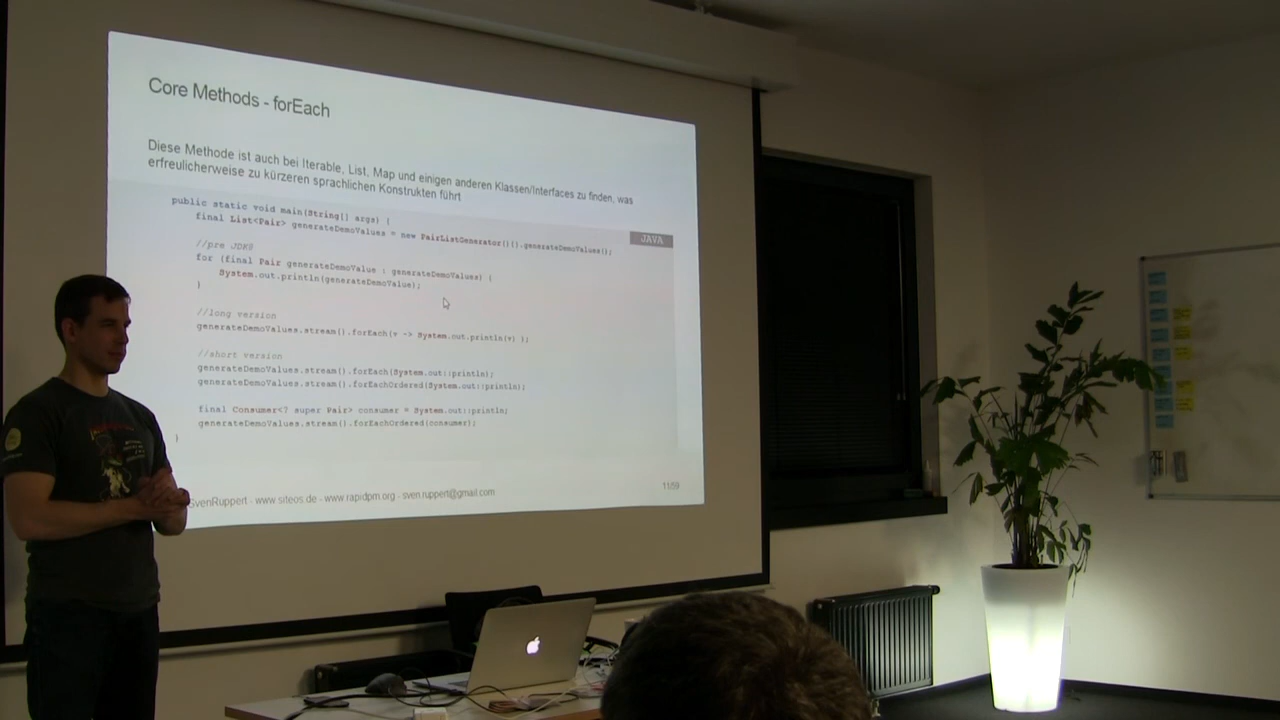 Core Methods - forEach
Diese Methode ist auch bei Iterable, List, Map und einigen anderen Klassen/Interfaces zu finden, was
erfreulicherweise zu kürzeren sprachlichen Konstrukten führt
JAVA
public static void main(String[] args) {
final List<Pair> generateDemoValues = new PairListGenerator(){}.generateDemoValues();
//pre JDK8
for (final Pair generateDemoValue : generateDemoValues) {
System.out.println(generateDemoValue);
}
//long version
generateDemoValues.stream().forEach(v -> System.out.println(v) );
//short version
generateDemoValues.stream().forEach(System.out::println);
generateDemoValues.stream().forEachOrdered(System.out::println);
final Consumer<? super Pair> consumer = System.out::println;
generateDemoValues.stream().forEachOrdered(consumer);
}
SvenRuppert - www.siteos.de - www.rapidpm.org - sven.ruppert@gmail.com
11/59